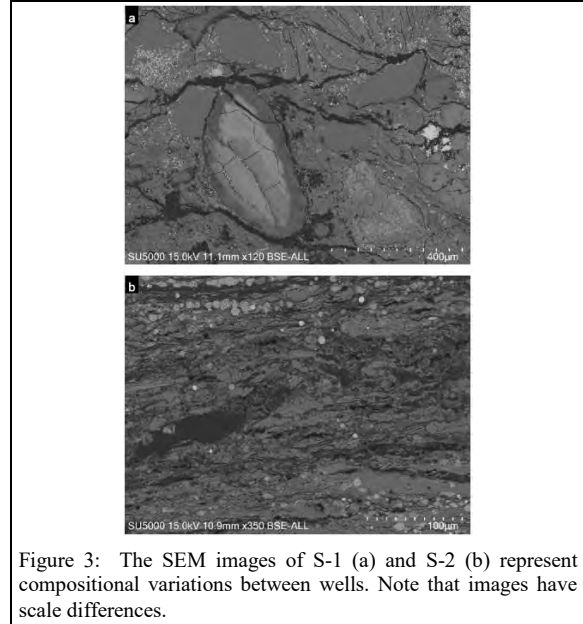 a
SU5000 15.0kV 11.1mm x120 BSE-ALL 400µm
b
SU5000 15.0kV 10.9mm x350 BSE-ALL 100µm
Figure 3: The SEM images of S-1 (a) and S-2 (b) represent
compositional variations between wells. Note that images have
scale differences.